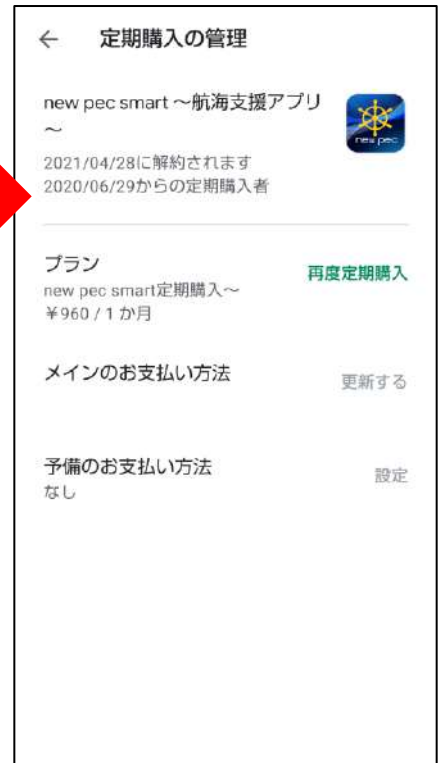 ← 定期購入の管理
new pec smart ～航海支援アプリ
～
new pec
2021/04/28に解約されます
2020/06/29からの定期購入者
プラン
再度定期購入
new pec smart定期購入～
￥960 / 1 か月
メインのお支払い方法
更新する
予備のお支払い方法
設定
なし